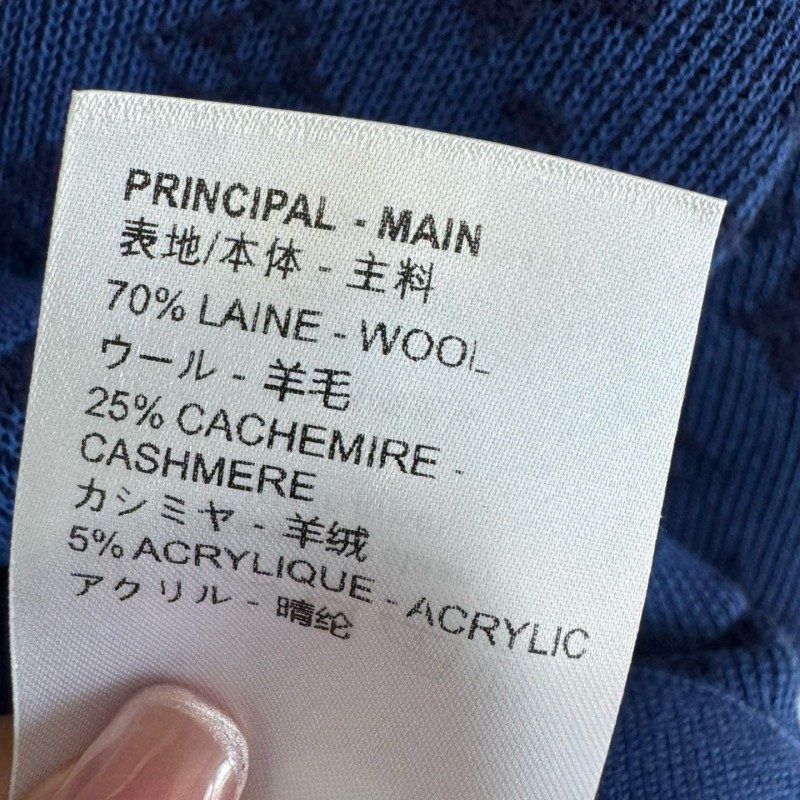 PRINCIPAL - MAIN
表地/本体 - 主料
70% LAINE - WOOL
ウール - 羊毛
25% CACHEMIRE -
CASHMERE
カシミヤ - 羊绒
5% ACRYLIQUE - ACRYLIC
アクリル - 晴纶